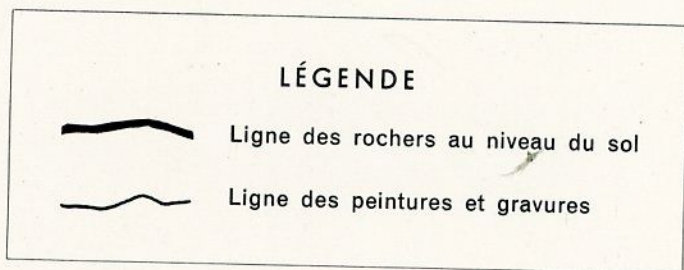 LÉGENDE
Ligne des rochers au niveau du sol
Ligne des peintures et gravures